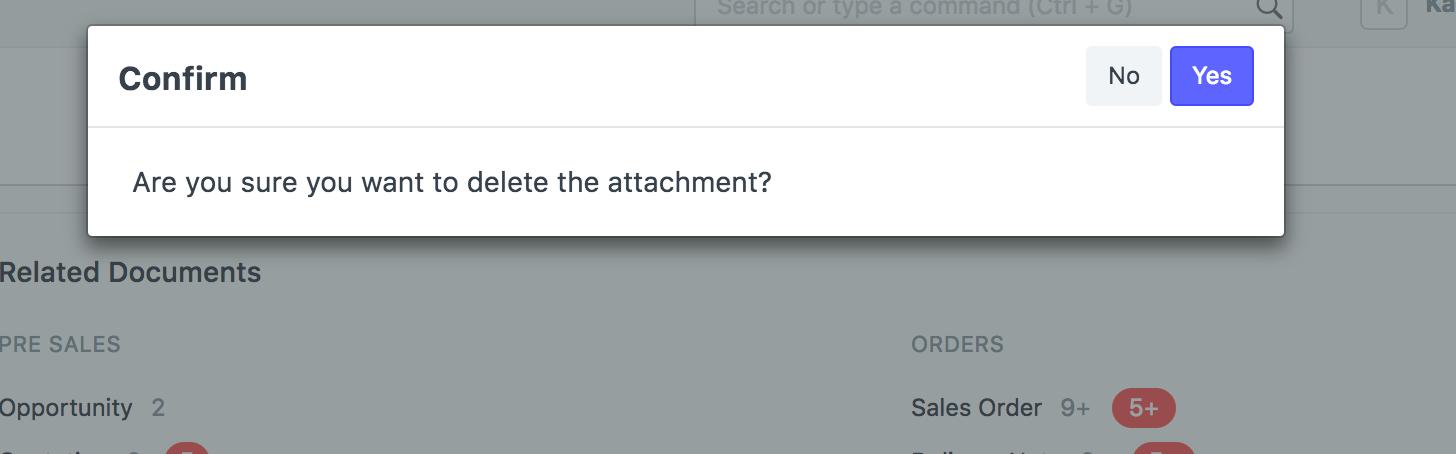 Search or type a command (Ctrl + G)
K
Ka
Confirm
No
Yes
Are you sure you want to delete the attachment?
Related Documents
PRE SALES
ORDERS
Opportunity 2
Sales Order 9+ 5+